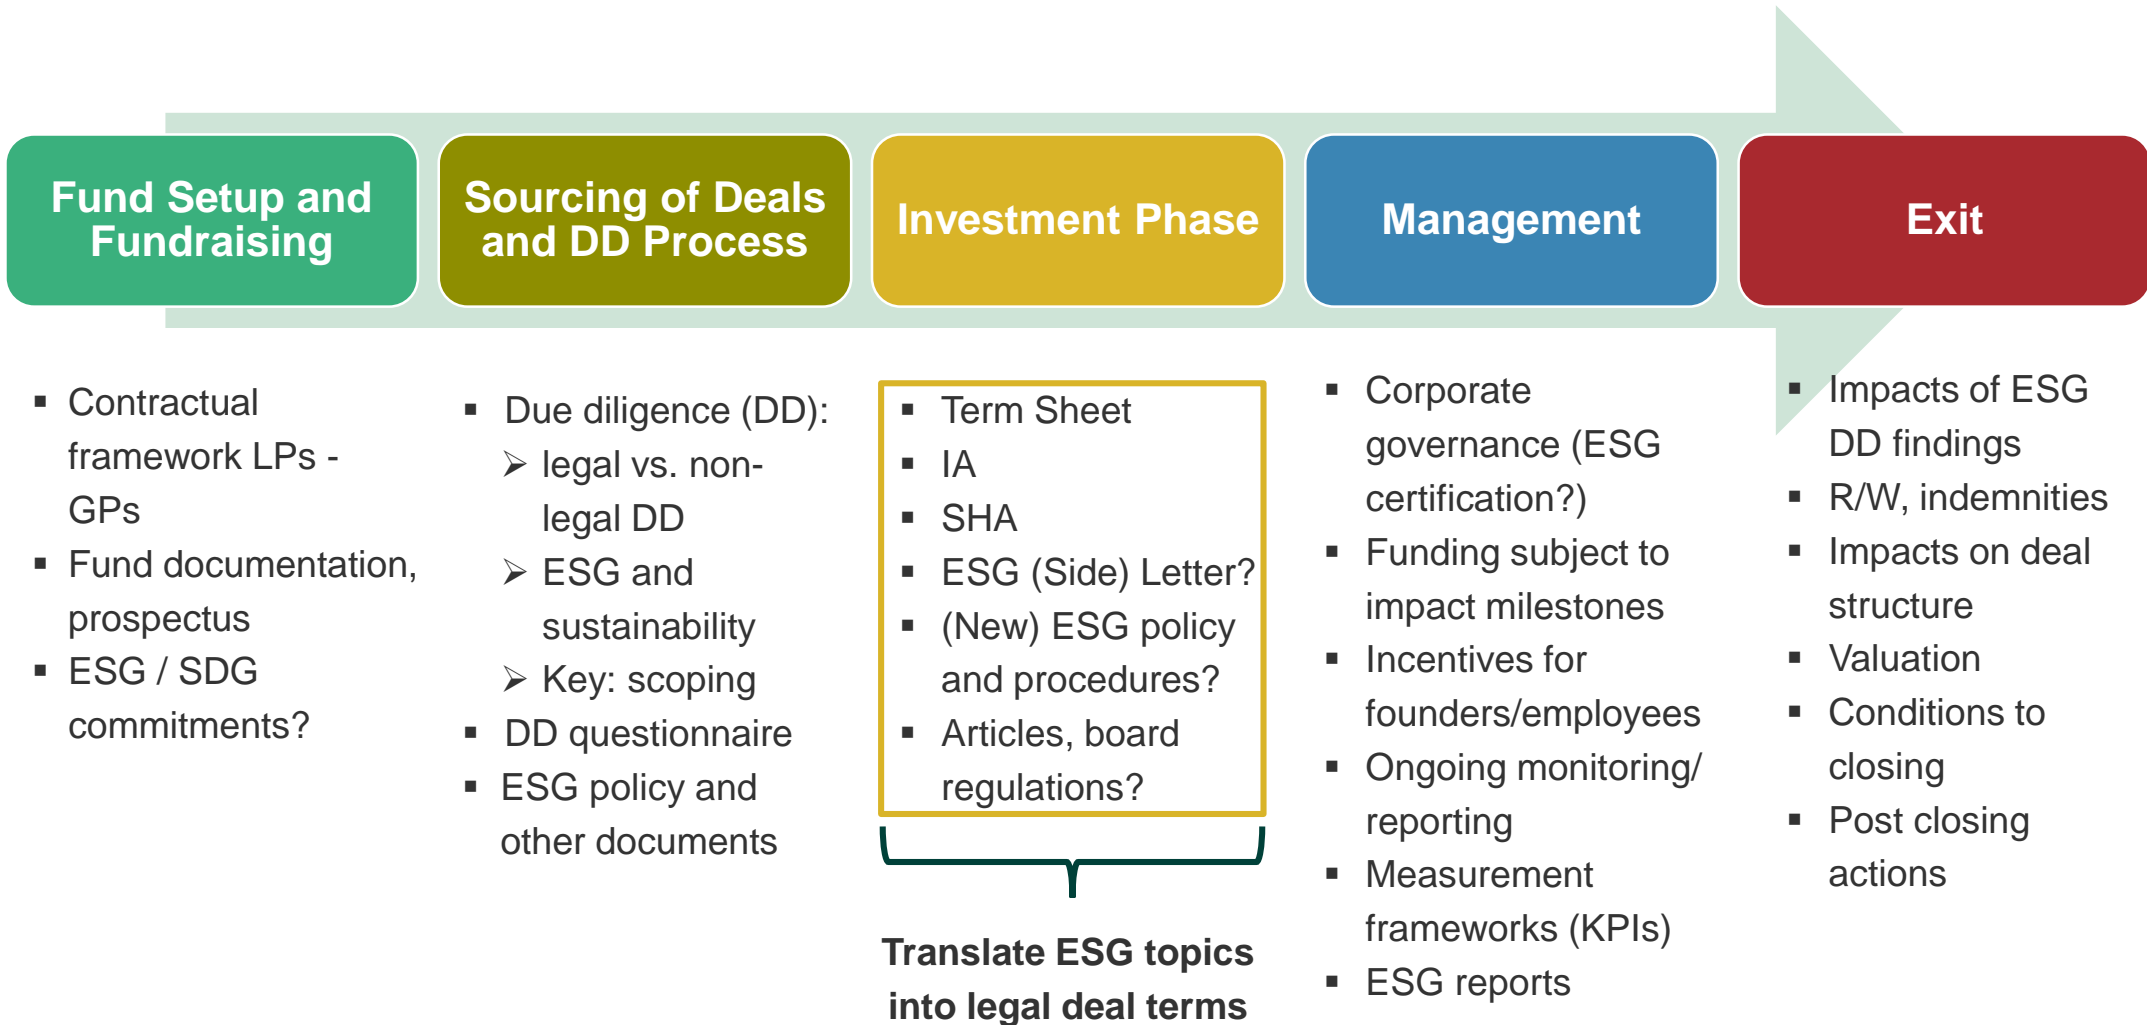 Fund Setup and
Fundraising
Sourcing of Deals
and DD Process
Investment Phase
Management
Exit
▪ Contractual
framework LPs -
GPs
▪ Fund documentation,
prospectus
▪ ESG / SDG
commitments?
▪ Due diligence (DD):
➢ legal vs. non-
legal DD
➢ ESG and
sustainability
➢ Key: scoping
▪ DD questionnaire
▪ ESG policy and
other documents
▪ Term Sheet
▪ IA
▪ SHA
▪ ESG (Side) Letter?
▪ (New) ESG policy
and procedures?
▪ Articles, board
regulations?
Translate ESG topics
into legal deal terms
▪ Corporate
governance (ESG
certification?)
▪ Funding subject to
impact milestones
▪ Incentives for
founders/employees
▪ Ongoing monitoring/
reporting
▪ Measurement
frameworks (KPIs)
▪ ESG reports
▪ Impacts of ESG
DD findings
▪ R/W, indemnities
▪ Impacts on deal
structure
▪ Valuation
▪ Conditions to
closing
▪ Post closing
actions